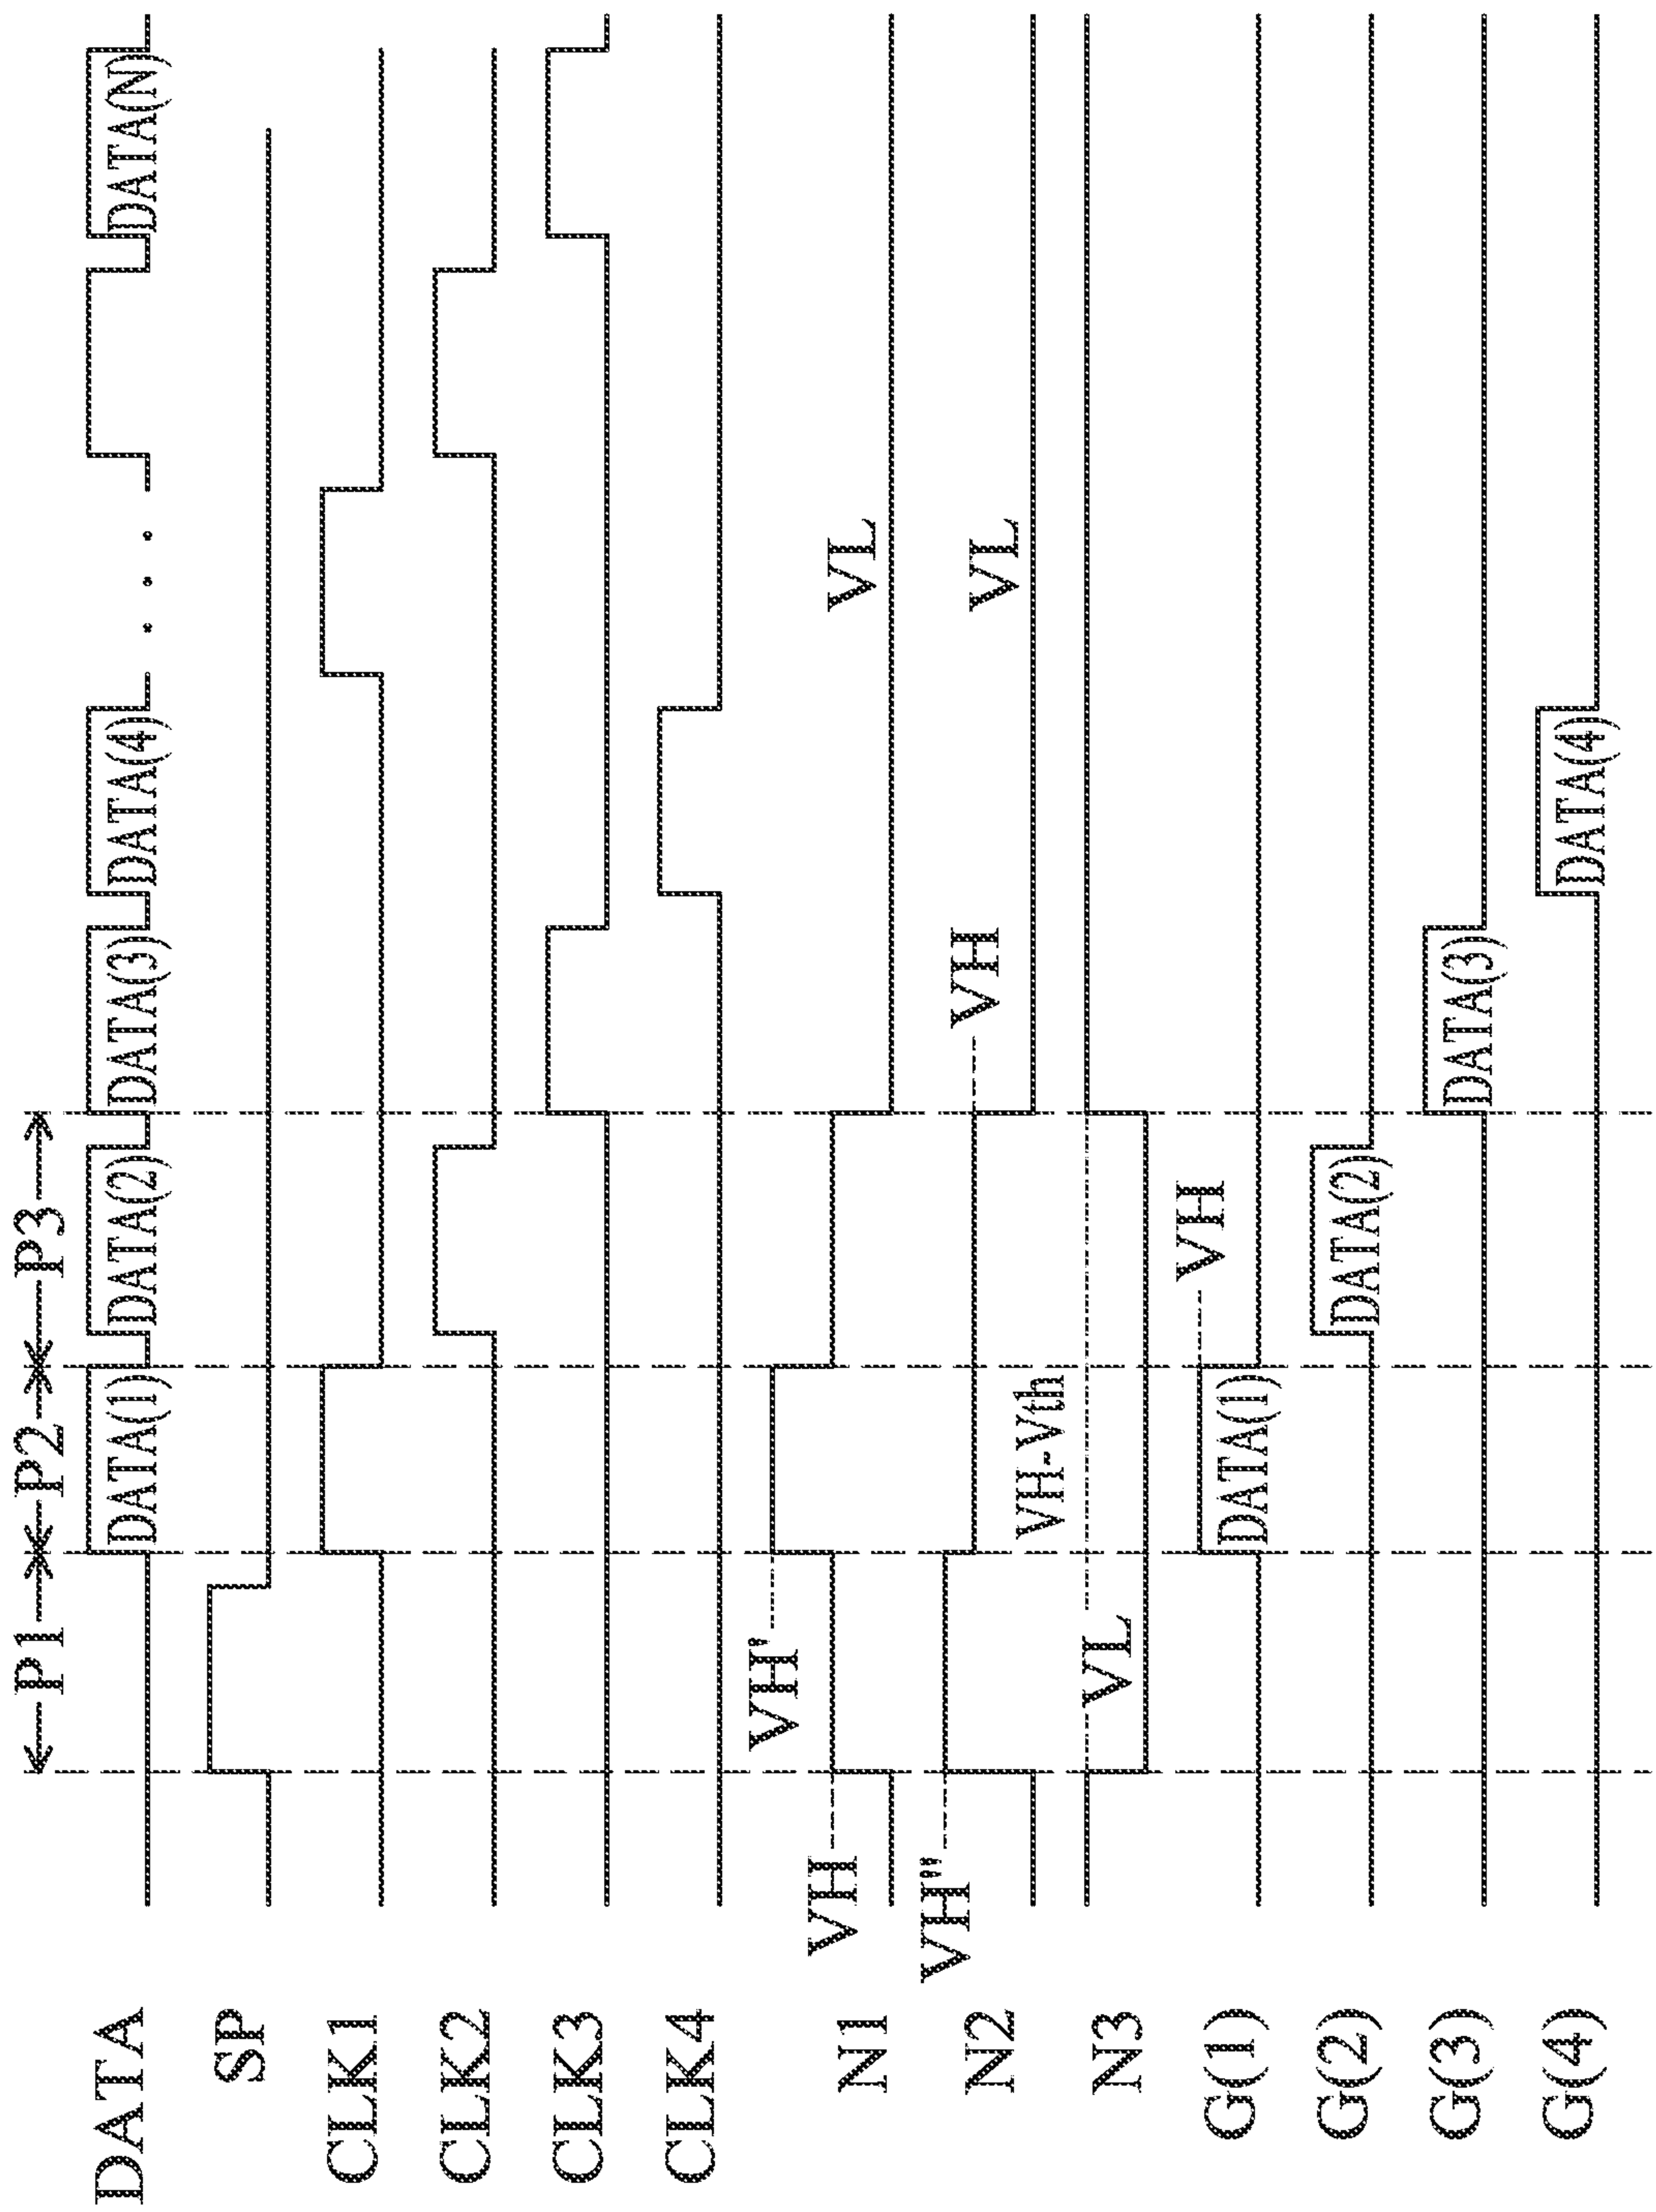 P1 P2 P3
DATA DATA(1) DATA(2) DATA(3) DATA(4) . . . DATA(N)
SP
CLK1
CLK2
CLK3
CLK4
VH'
N1 VH VL
N2 VH" VH VL
VH-Vth
N3 VL
G(1) DATA(1) VH
G(2) DATA(2)
G(3) DATA(3)
G(4) DATA(4)